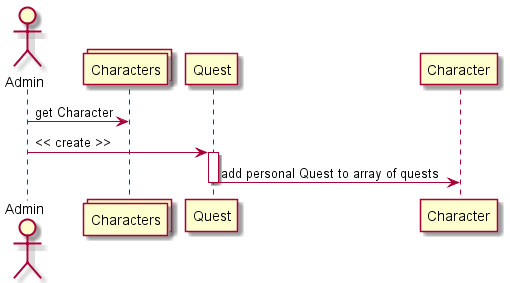 Admin
Characters
Quest
Character
get Character
<< create >>
add personal Quest to array of quests
Admin
Characters
Quest
Character